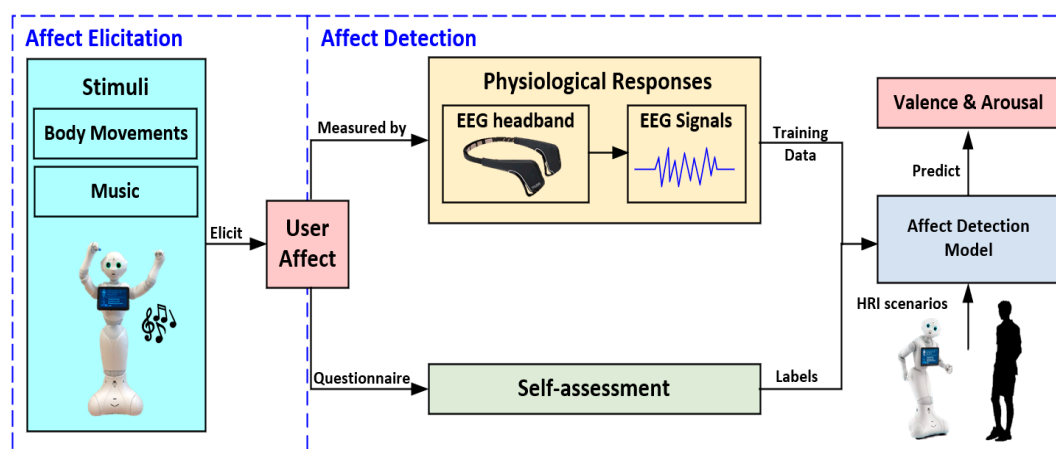 Affect Elicitation
Affect Detection
Stimuli
Body Movements
Music
Elicit
User
Affect
Measured by
Physiological Responses
EEG headband
EEG Signals
Training
Data
Questionnaire
Self-assessment
Labels
Valence & Arousal
Predict
Affect Detection
Model
HRI scenarios